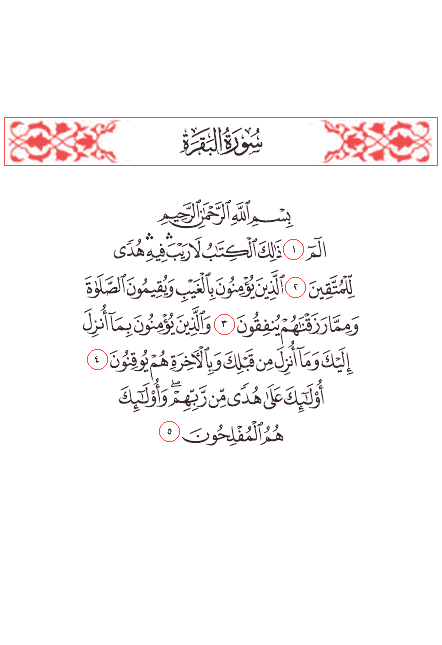 سُورَةُ البَقَرَةِ
بِسْمِ ٱللَّهِ ٱلرَّحْمَٰنِ ٱلرَّحِيمِ
الٓمٓ ١ ذَٰلِكَ ٱلْكِتَٰبُ لَا رَيْبَ ۛ فِيهِ ۛ هُدًى
لِّلْمُتَّقِينَ ٢ ٱلَّذِينَ يُؤْمِنُونَ بِٱلْغَيْبِ وَيُقِيمُونَ ٱلصَّلَوٰةَ
وَمِمَّا رَزَقْنَٰهُمْ يُنفِقُونَ ٣ وَٱلَّذِينَ يُؤْمِنُونَ بِمَآ أُنزِلَ
إِلَيْكَ وَمَآ أُنزِلَ مِن قَبْلِكَ وَبِٱلْءَاخِرَةِ هُمْ يُوقِنُونَ ٤
أُو۟لَٰٓئِكَ عَلَىٰ هُدًى مِّن رَّبِّهِمْ ۖ وَأُو۟لَٰٓئِكَ
هُمُ ٱلْمُفْلِحُونَ ٥